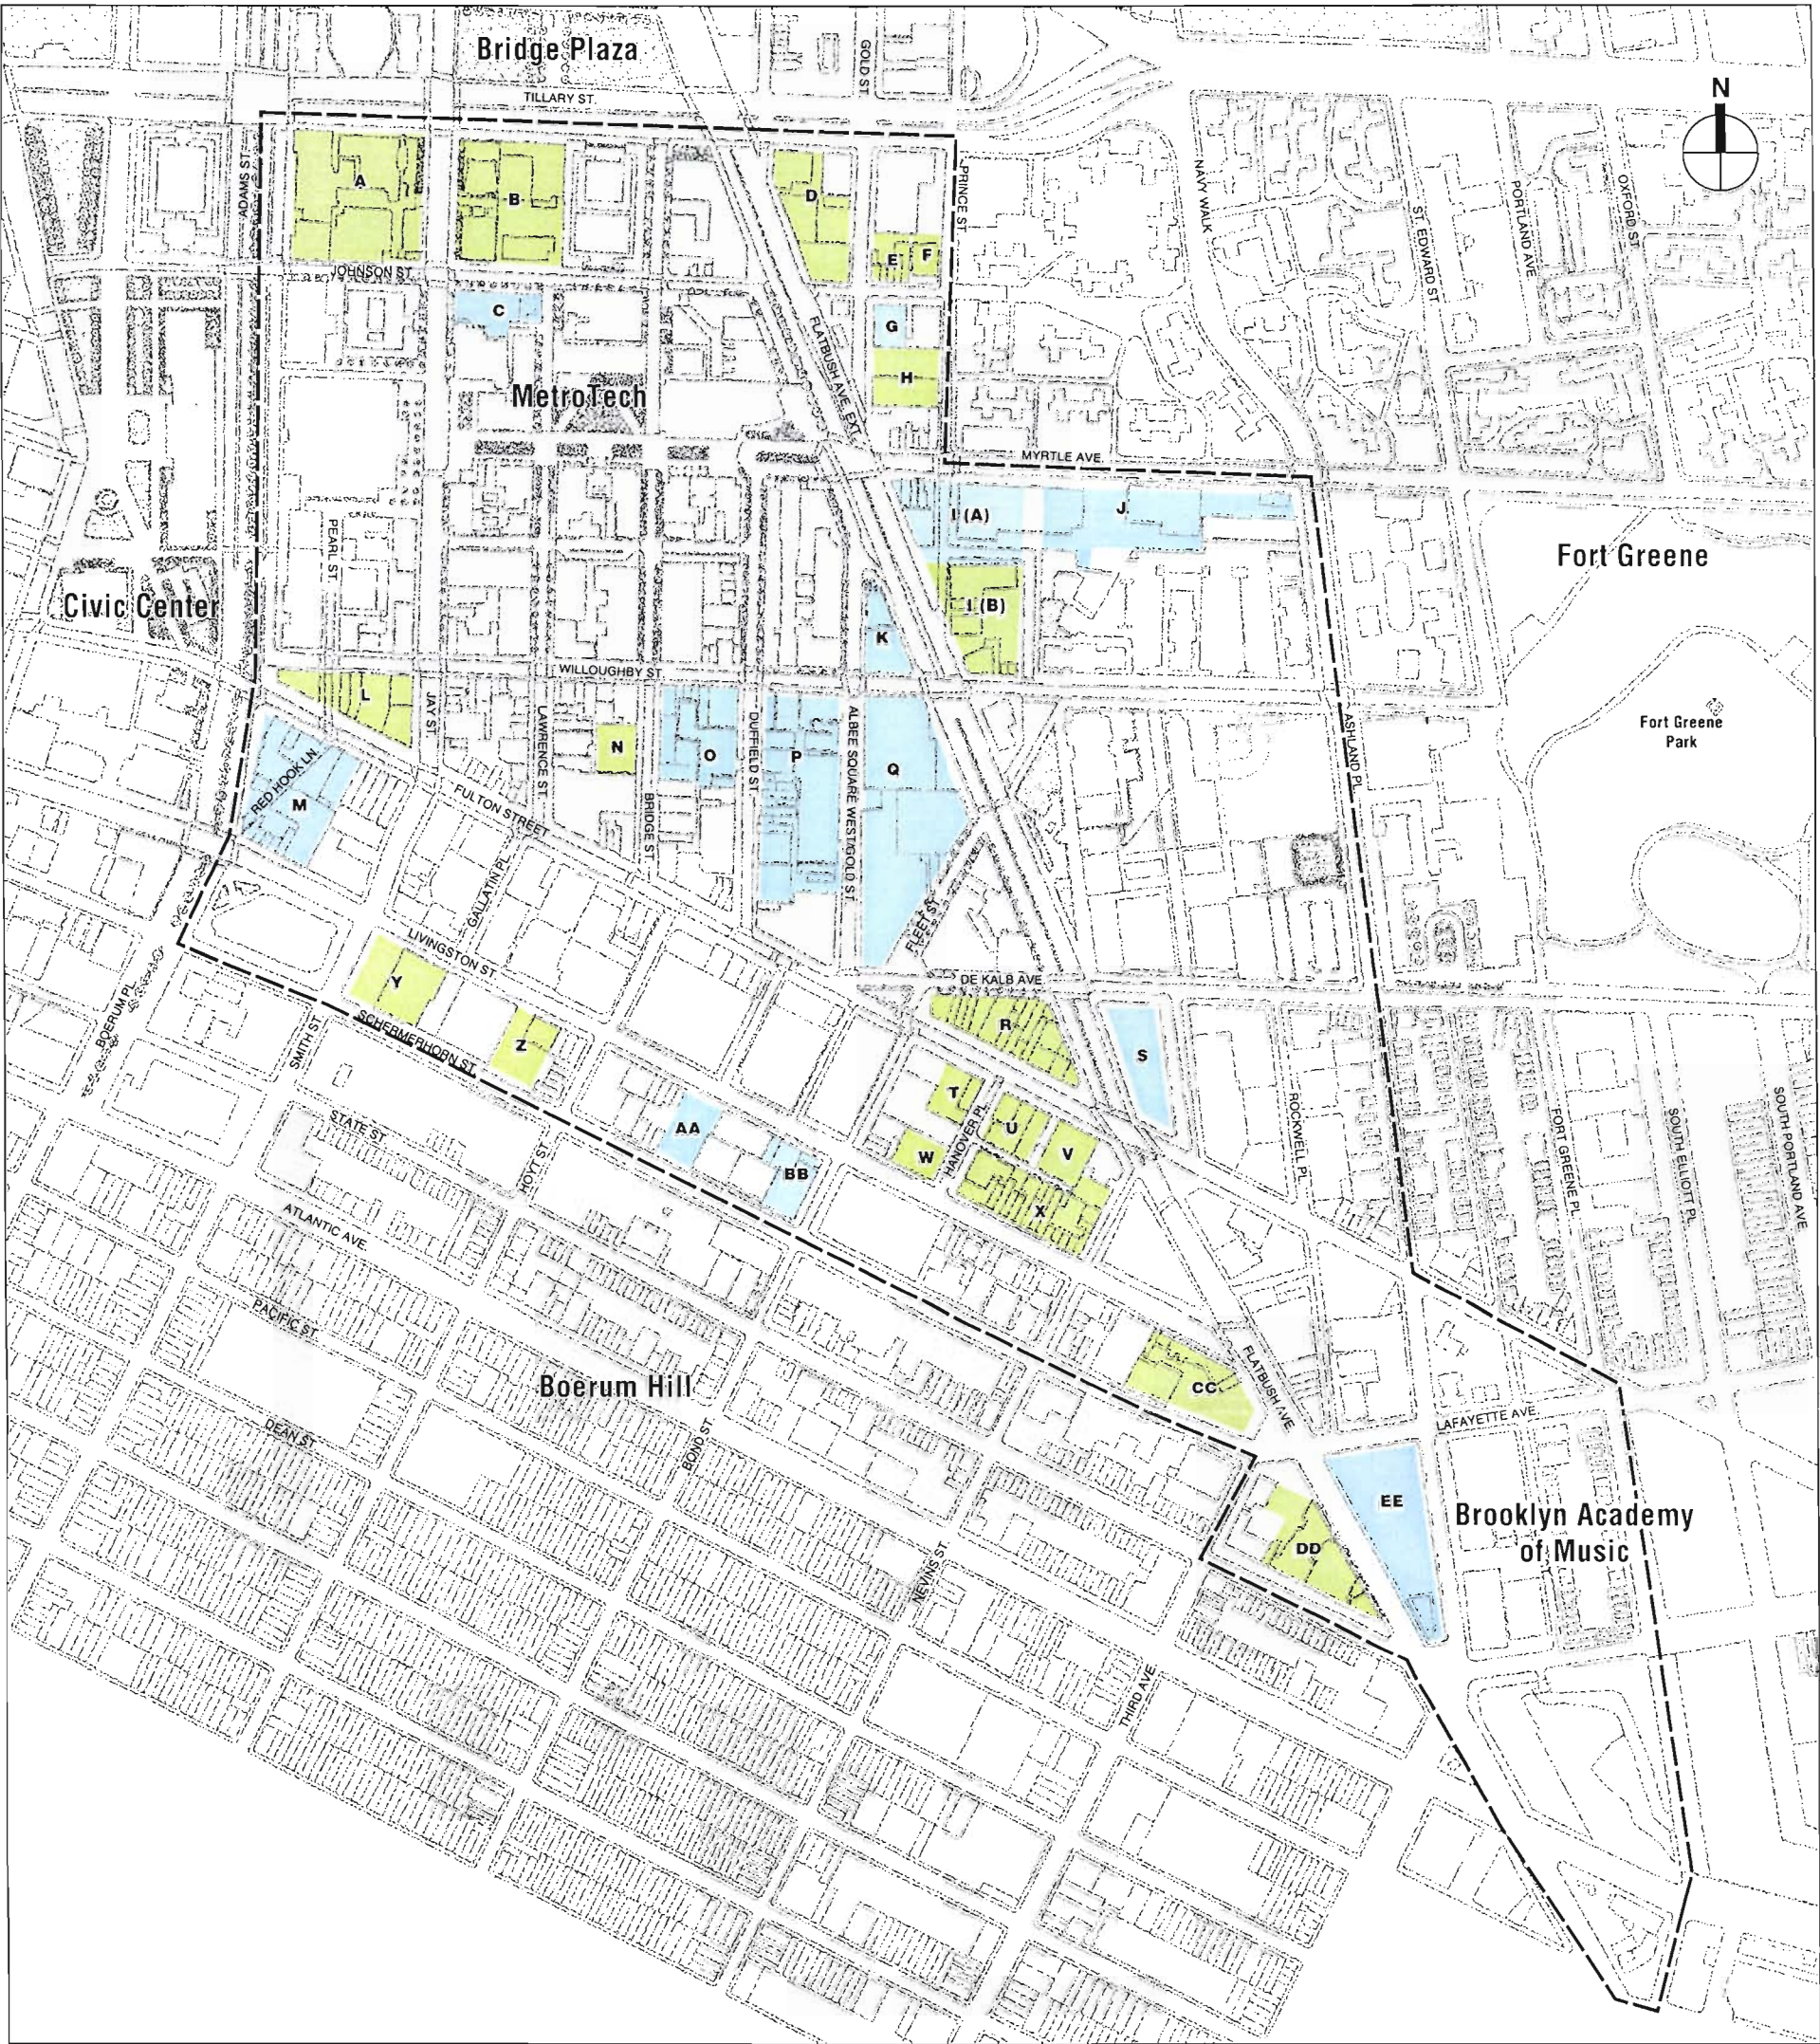 Bridge Plaza
GOLD ST.
TILLARY ST.
N
ADAMS ST.
A
B
D
PRINCE ST.
NAVY WALK
ST. EDWARD ST.
PORTLAND AVE.
OXFORD ST.
E
F
JOHNSON ST.
C
G
FLATBUSH AVE. EXT.
H
MetroTech
MYRTLE AVE.
I (A)
J
PEARL ST.
Fort Greene
Civic Center
I (B)
K
WILLOUGHBY ST.
L
JAY ST.
LAWRENCE ST.
N
O
DUFFIELD ST.
P
ALBEE SQUARE WEST/GOLD ST.
Q
ASHLAND PL.
Fort Greene
Park
RED HOOK LN.
M
FULTON STREET
BRIDGE ST.
GALLATIN PL.
FLEET ST.
LIVINGSTON ST.
Y
DE KALB AVE.
BOERUM PL.
SMITH ST.
SCHERMERHORN ST.
Z
R
S
T
HANOVER PL.
U
V
W
X
AA
BB
ROCKWELL PL.
FORT GREENE PL.
SOUTH ELLIOTT PL.
SOUTH PORTLAND AVE.
STATE ST.
HOYT ST.
ATLANTIC AVE.
PACIFIC ST.
Boerum Hill
CC
FLATBUSH AVE.
LAFAYETTE AVE.
DEAN ST.
BOND ST.
EE
Brooklyn Academy
of Music
DD
NEVINS ST.
THIRD AVE.